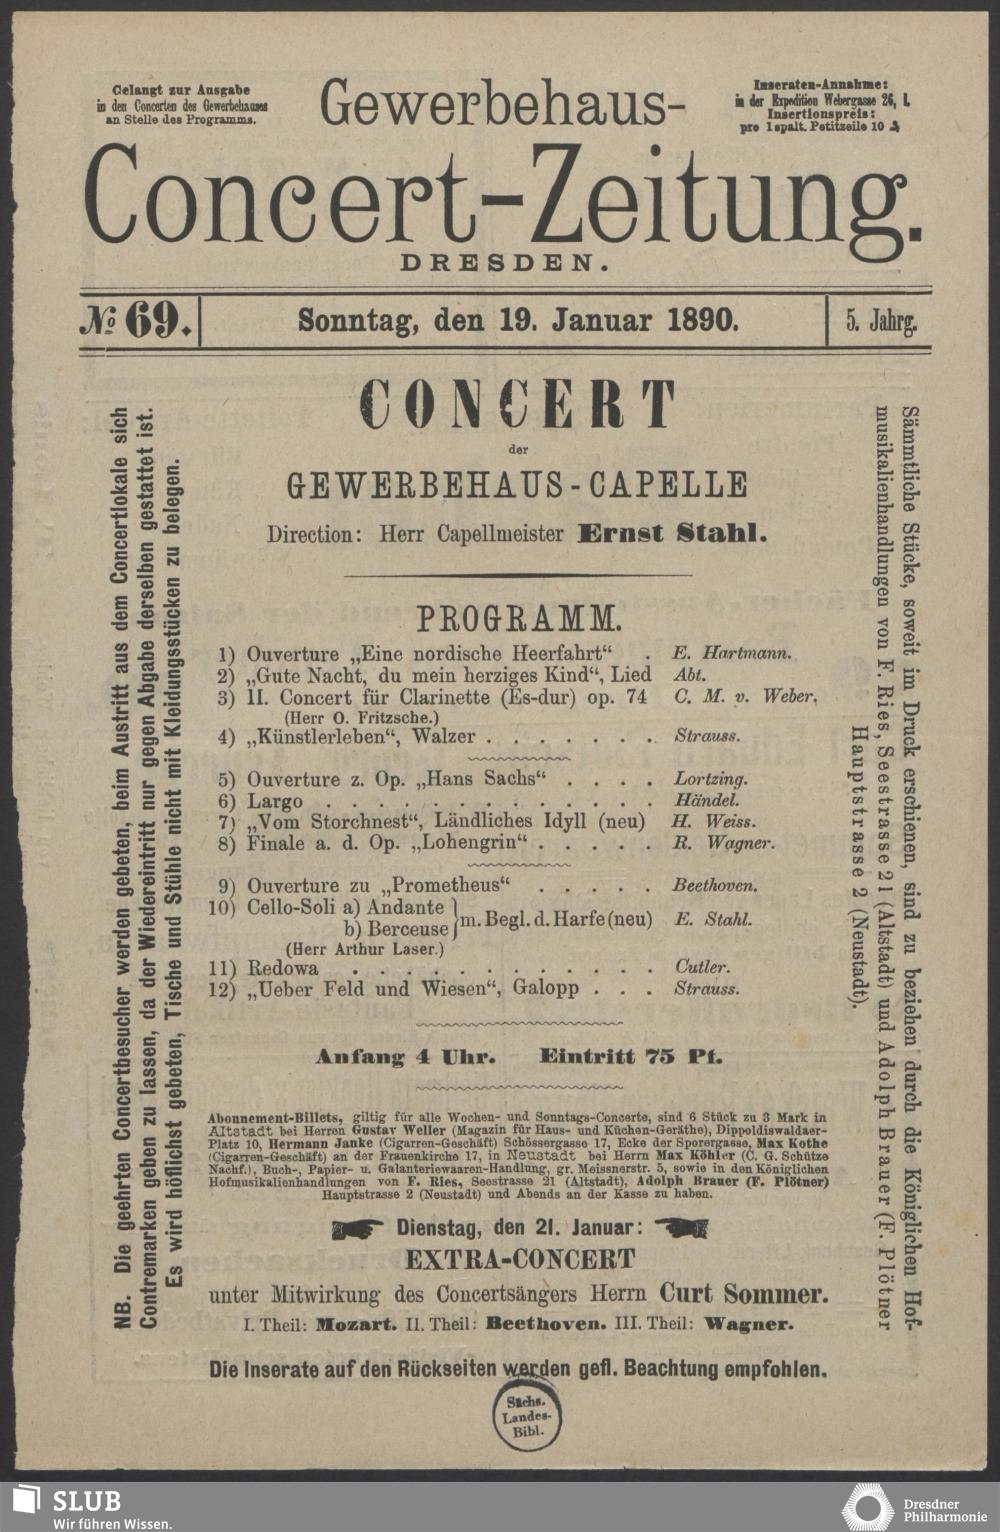 Gelangt zur Ausgabe
in den Concerten des Gewerbehauses
an Stelle des Programms.
Gewerbehaus-
Inseraten-Annahme:
in der Expedition Webergasse 26, I.
Insertionspreis:
pro 1spalt. Petitzeile 10 ₰
Concert-Zeitung.
DRESDEN.
№ 69.
Sonntag, den 19. Januar 1890.
5. Jahrg.
NB. Die geehrten Concertbesucher werden gebeten, beim Austritt aus dem Concertlokale sich
Contremarken geben zu lassen, da der Wiedereintritt nur gegen Abgabe derselben gestattet ist.
Es wird höflichst gebeten, Tische und Stühle nicht mit Kleidungsstücken zu belegen.
CONCERT
der
GEWERBEHAUS-CAPELLE
Direction: Herr Capellmeister Ernst Stahl.
PROGRAMM.
1) Ouverture „Eine nordische Heerfahrt“ . E. Hartmann.
2) „Gute Nacht, du mein herziges Kind“, Lied Abt.
3) II. Concert für Clarinette (Es-dur) op. 74 C. M. v. Weber.
(Herr O. Fritzsche.)
4) „Künstlerleben“, Walzer . . . . . . . Strauss.
5) Ouverture z. Op. „Hans Sachs“ . . . . Lortzing.
6) Largo . . . . . . . . . . . . . Händel.
7) „Vom Storchnest“, Ländliches Idyll (neu) H. Weiss.
8) Finale a. d. Op. „Lohengrin“ . . . . . R. Wagner.
9) Ouverture zu „Prometheus“ . . . . . Beethoven.
10) Cello-Soli a) Andante
b) Berceuse } m. Begl. d. Harfe (neu) E. Stahl.
(Herr Arthur Laser.)
11) Redowa . . . . . . . . . . . . Cutler.
12) „Ueber Feld und Wiesen“, Galopp . . . Strauss.
Anfang 4 Uhr. Eintritt 75 Pf.
Abonnement-Billets, giltig für alle Wochen- und Sonntags-Concerte, sind 6 Stück zu 3 Mark in
Altstadt bei Herren Gustav Weller (Magazin für Haus- und Küchen-Geräthe), Dippoldiswaldaer-
Platz 10, Hermann Janke (Cigarren-Geschäft) Schössergasse 17, Ecke der Sporergasse, Max Kothe
(Cigarren-Geschäft) an der Frauenkirche 17, in Neustadt bei Herrn Max Köhler (C. G. Schütze
Nachf.), Buch-, Papier- u. Galanteriewaaren-Handlung, gr. Meissnerstr. 5, sowie in den Königlichen
Hofmusikalienhandlungen von F. Ries, Seestrasse 21 (Altstadt), Adolph Brauer (F. Plötner)
Hauptstrasse 2 (Neustadt) und Abends an der Kasse zu haben.
Dienstag, den 21. Januar:
EXTRA-CONCERT
unter Mitwirkung des Concertsängers Herrn Curt Sommer.
I. Theil: Mozart. II. Theil: Beethoven. III. Theil: Wagner.
Sämmtliche Stücke, soweit im Druck erschienen, sind zu beziehen durch die Königlichen Hof-
musikalienhandlungen von F. Ries, Seestrasse 21 (Altstadt) und Adolph Brauer (F. Plötner
Hauptstrasse 2 (Neustadt).
Die Inserate auf den Rückseiten werden gefl. Beachtung empfohlen.
Sächs.
Landes-
Bibl.
SLUB
Wir führen Wissen.
Dresdner
Philharmonie